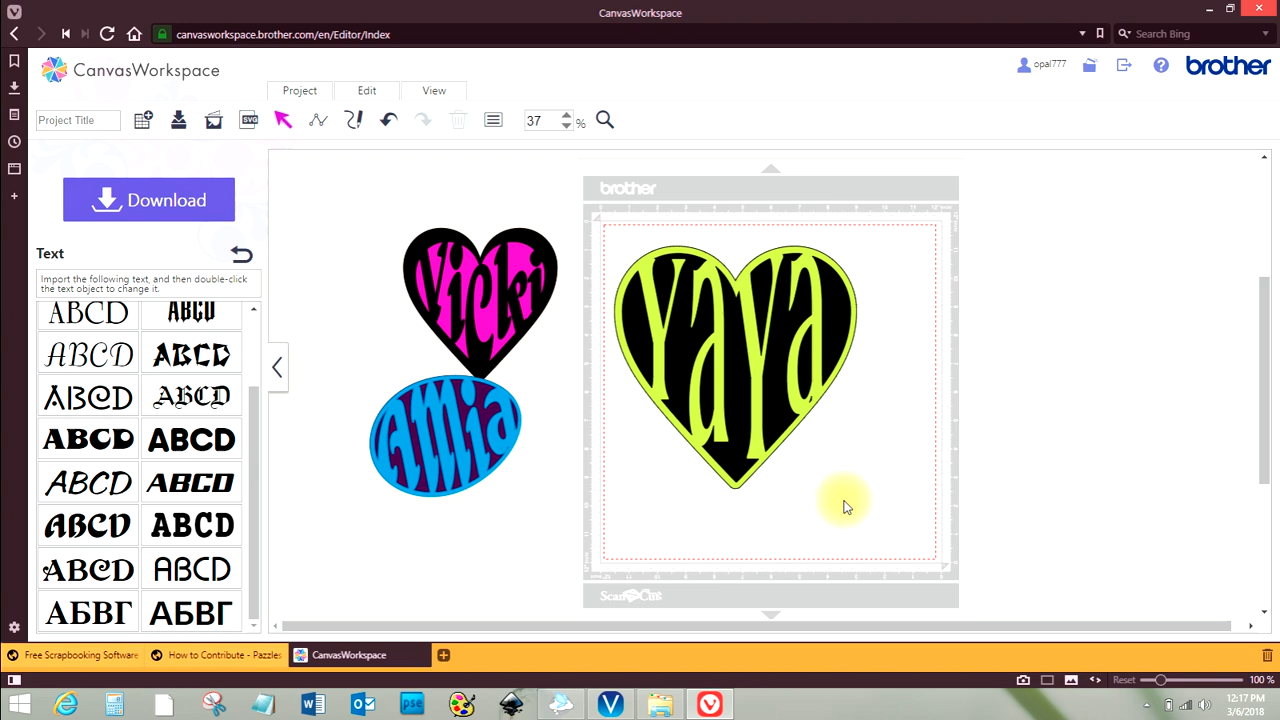 CanvasWorkspace
canvasworkspace.brother.com/en/Editor/Index
Search Bing
CanvasWorkspace
opal777
brother
Project
Edit
View
Project Title
SVG
37
%
Download
Text
Import the following text, and then double-click
the text object to change it.
ABCD
ABCD
ABCD
ABCD
ABCD
ABCD
ABCD
ABCD
ABCD
ABCD
ABCD
ABCD
ABCD
ABCD
АБВГ
АБВГ
brother
Vicki
Yaya
amia
Free Scrapbooking Software
How to Contribute - Pazzles
CanvasWorkspace
Reset
100 %
pse
12:17 PM
3/6/2018